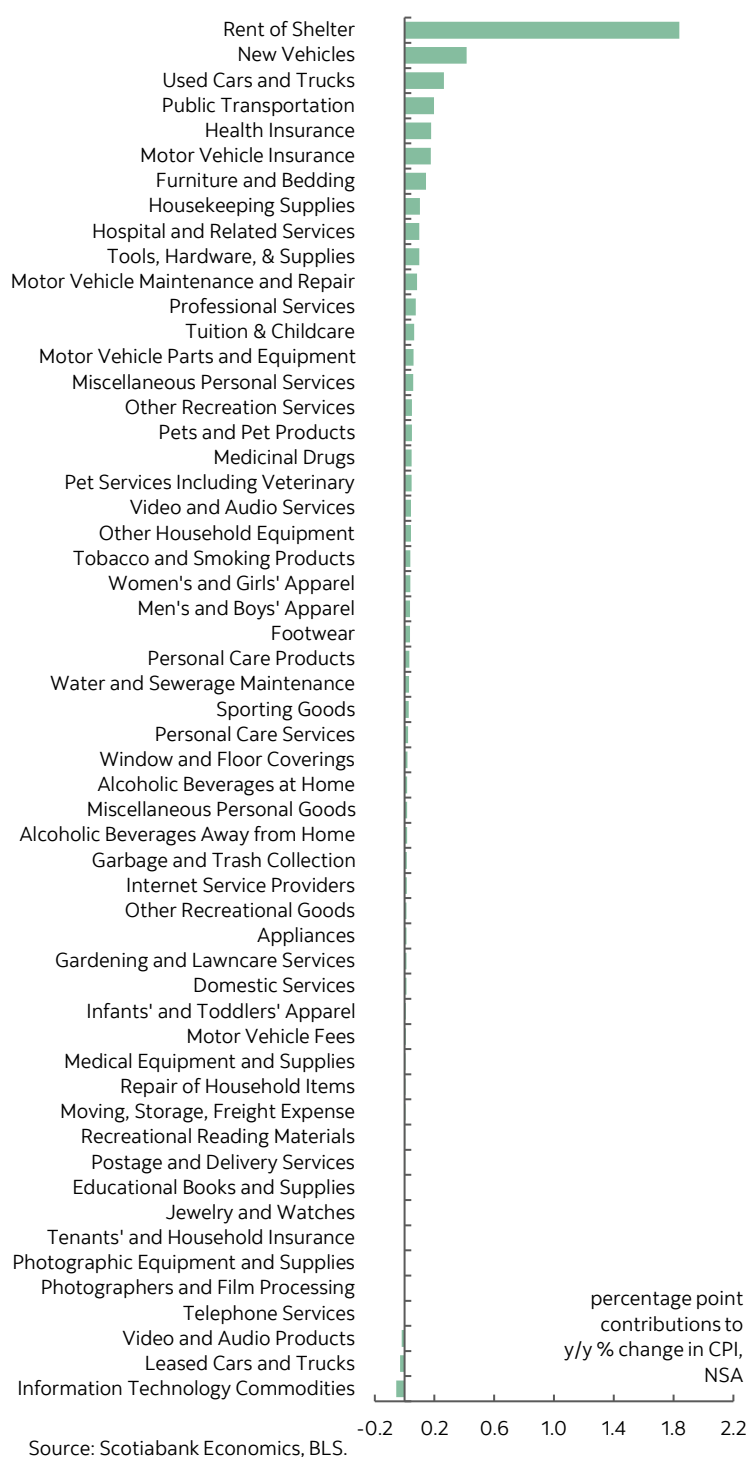 Rent of Shelter
New Vehicles
Used Cars and Trucks
Public Transportation
Health Insurance
Motor Vehicle Insurance
Furniture and Bedding
Housekeeping Supplies
Hospital and Related Services
Tools, Hardware, & Supplies
Motor Vehicle Maintenance and Repair
Professional Services
Tuition & Childcare
Motor Vehicle Parts and Equipment
Miscellaneous Personal Services
Other Recreation Services
Pets and Pet Products
Medicinal Drugs
Pet Services Including Veterinary
Video and Audio Services
Other Household Equipment
Tobacco and Smoking Products
Women's and Girls' Apparel
Men's and Boys' Apparel
Footwear
Personal Care Products
Water and Sewerage Maintenance
Sporting Goods
Personal Care Services
Window and Floor Coverings
Alcoholic Beverages at Home
Miscellaneous Personal Goods
Alcoholic Beverages Away from Home
Garbage and Trash Collection
Internet Service Providers
Other Recreational Goods
Appliances
Gardening and Lawncare Services
Domestic Services
Infants' and Toddlers' Apparel
Motor Vehicle Fees
Medical Equipment and Supplies
Repair of Household Items
Moving, Storage, Freight Expense
Recreational Reading Materials
Postage and Delivery Services
Educational Books and Supplies
Jewelry and Watches
Tenants' and Household Insurance
Photographic Equipment and Supplies
Photographers and Film Processing
Telephone Services
Video and Audio Products
Leased Cars and Trucks
Information Technology Commodities
percentage point
contributions to
y/y % change in CPI,
NSA
-0.2 0.2 0.6 1.0 1.4 1.8 2.2
Source: Scotiabank Economics, BLS.